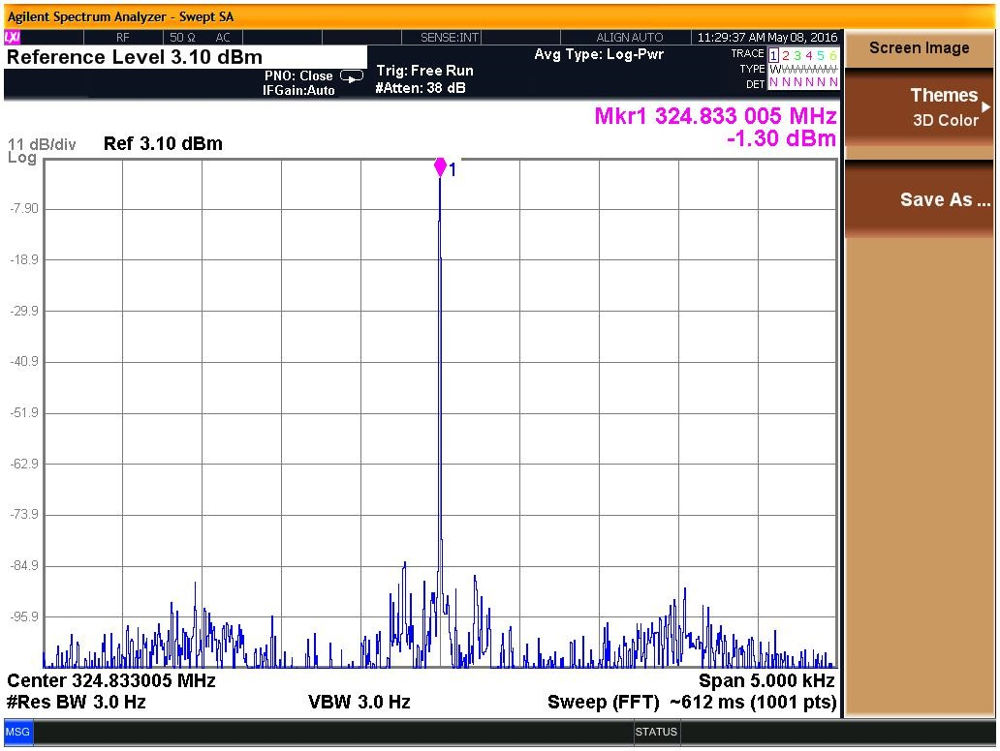 Agilent Spectrum Analyzer - Swept SA
LXI RF 50 Ω AC SENSE:INT ALIGN AUTO 11:29:37 AM May 08, 2016
Reference Level 3.10 dBm
PNO: Close
IFGain:Auto
Trig: Free Run
#Atten: 38 dB
Avg Type: Log-Pwr
TRACE 1 2 3 4 5 6
TYPE W
DET N N N N N N
Mkr1 324.833 005 MHz
-1.30 dBm
11 dB/div Ref 3.10 dBm
Log
1
-7.90
-18.9
-29.9
-40.9
-51.9
-62.9
-73.9
-84.9
-95.9
Center 324.833005 MHz Span 5.000 kHz
#Res BW 3.0 Hz VBW 3.0 Hz Sweep (FFT) ~612 ms (1001 pts)
MSG STATUS
Screen Image
Themes
3D Color
Save As ...